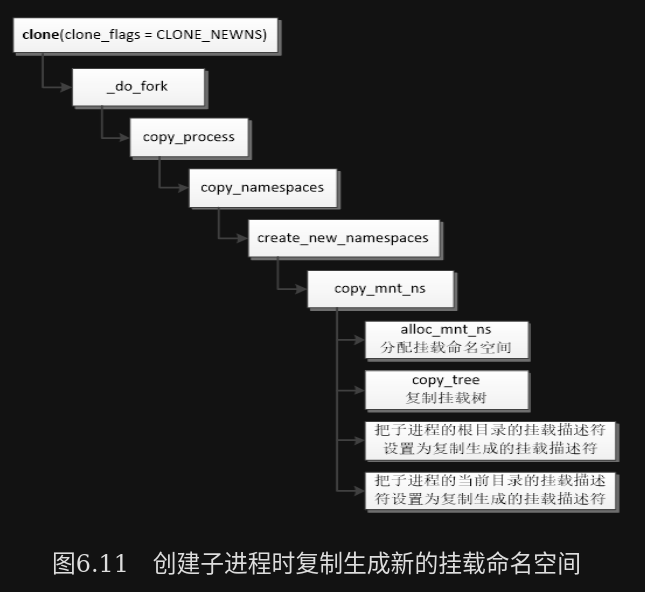 clone(clone_flags = CLONE_NEWNS)
_do_fork
copy_process
copy_namespaces
create_new_namespaces
copy_mnt_ns
alloc_mnt_ns
分配挂载命名空间
copy_tree
复制挂载树
把子进程的根目录的挂载描述符
设置为复制生成的挂载描述符
把子进程的当前目录的挂载描述
符设置为复制生成的挂载描述符
图6.11 创建子进程时复制生成新的挂载命名空间